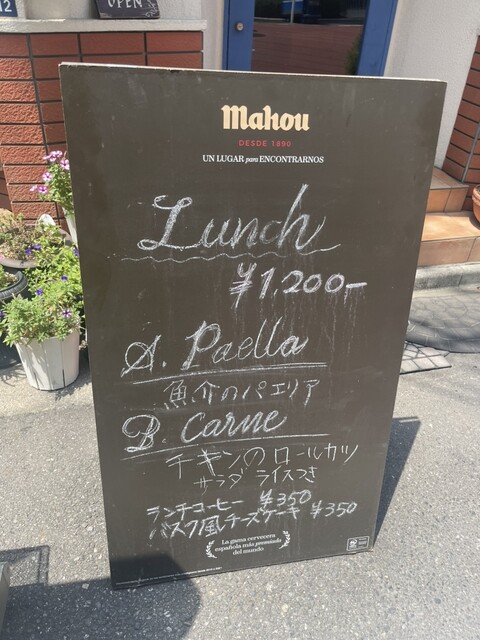 12
OPEN
Mahou
DESDE 1890
UN LUGAR para ENCONTRARNOS
Lunch
¥1,200-
A. Paella
魚介のパエリア
B. Carne
チキンのロールカツ
サラダ ライスつき
ランチコーヒー ¥350
バスク風チーズケーキ ¥350
La gama cervecera
española más premiada
del mundo